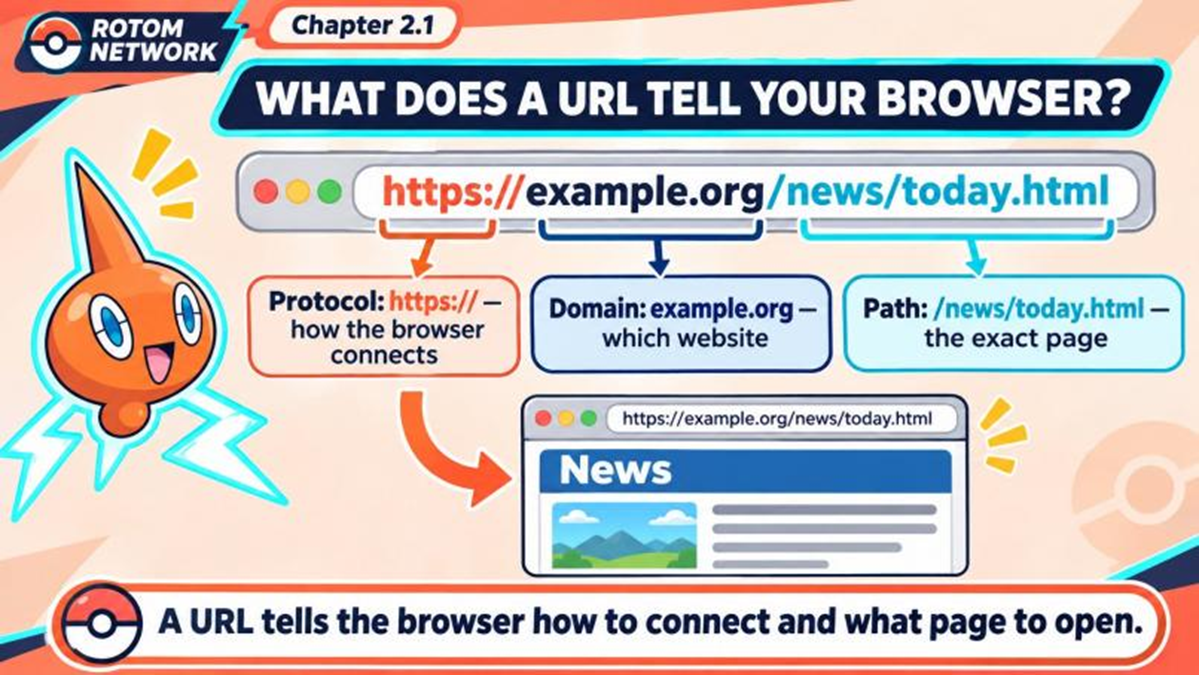 ROTOM
NETWORK
Chapter 2.1
WHAT DOES A URL TELL YOUR BROWSER?
https://example.org/news/today.html
Protocol: https:// —
how the browser
connects
Domain: example.org —
which website
Path: /news/today.html —
the exact page
https://example.org/news/today.html
News
A URL tells the browser how to connect and what page to open.